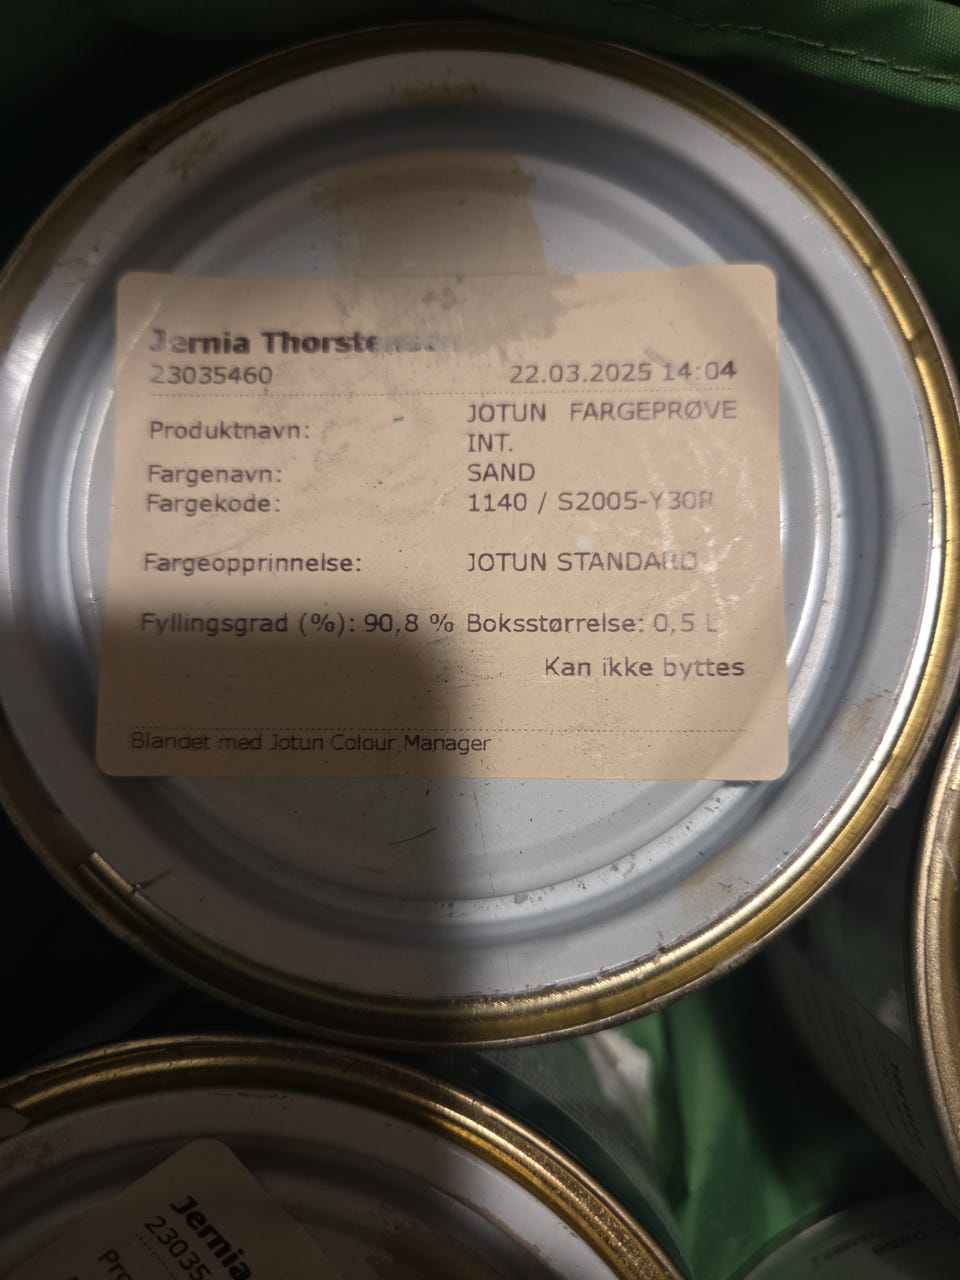 Jernia Thorstensen
23035460 22.03.2025 14:04
Produktnavn: JOTUN FARGEPRØVE INT.
Fargenavn: SAND
Fargekode: 1140 / S2005-Y30R
Fargeopprinnelse: JOTUN STANDARD
Fyllingsgrad (%): 90,8 % Boksstørrelse: 0,5 L
Kan ikke byttes
Blandet med Jotun Colour Manager
Jernia
23035
Pro